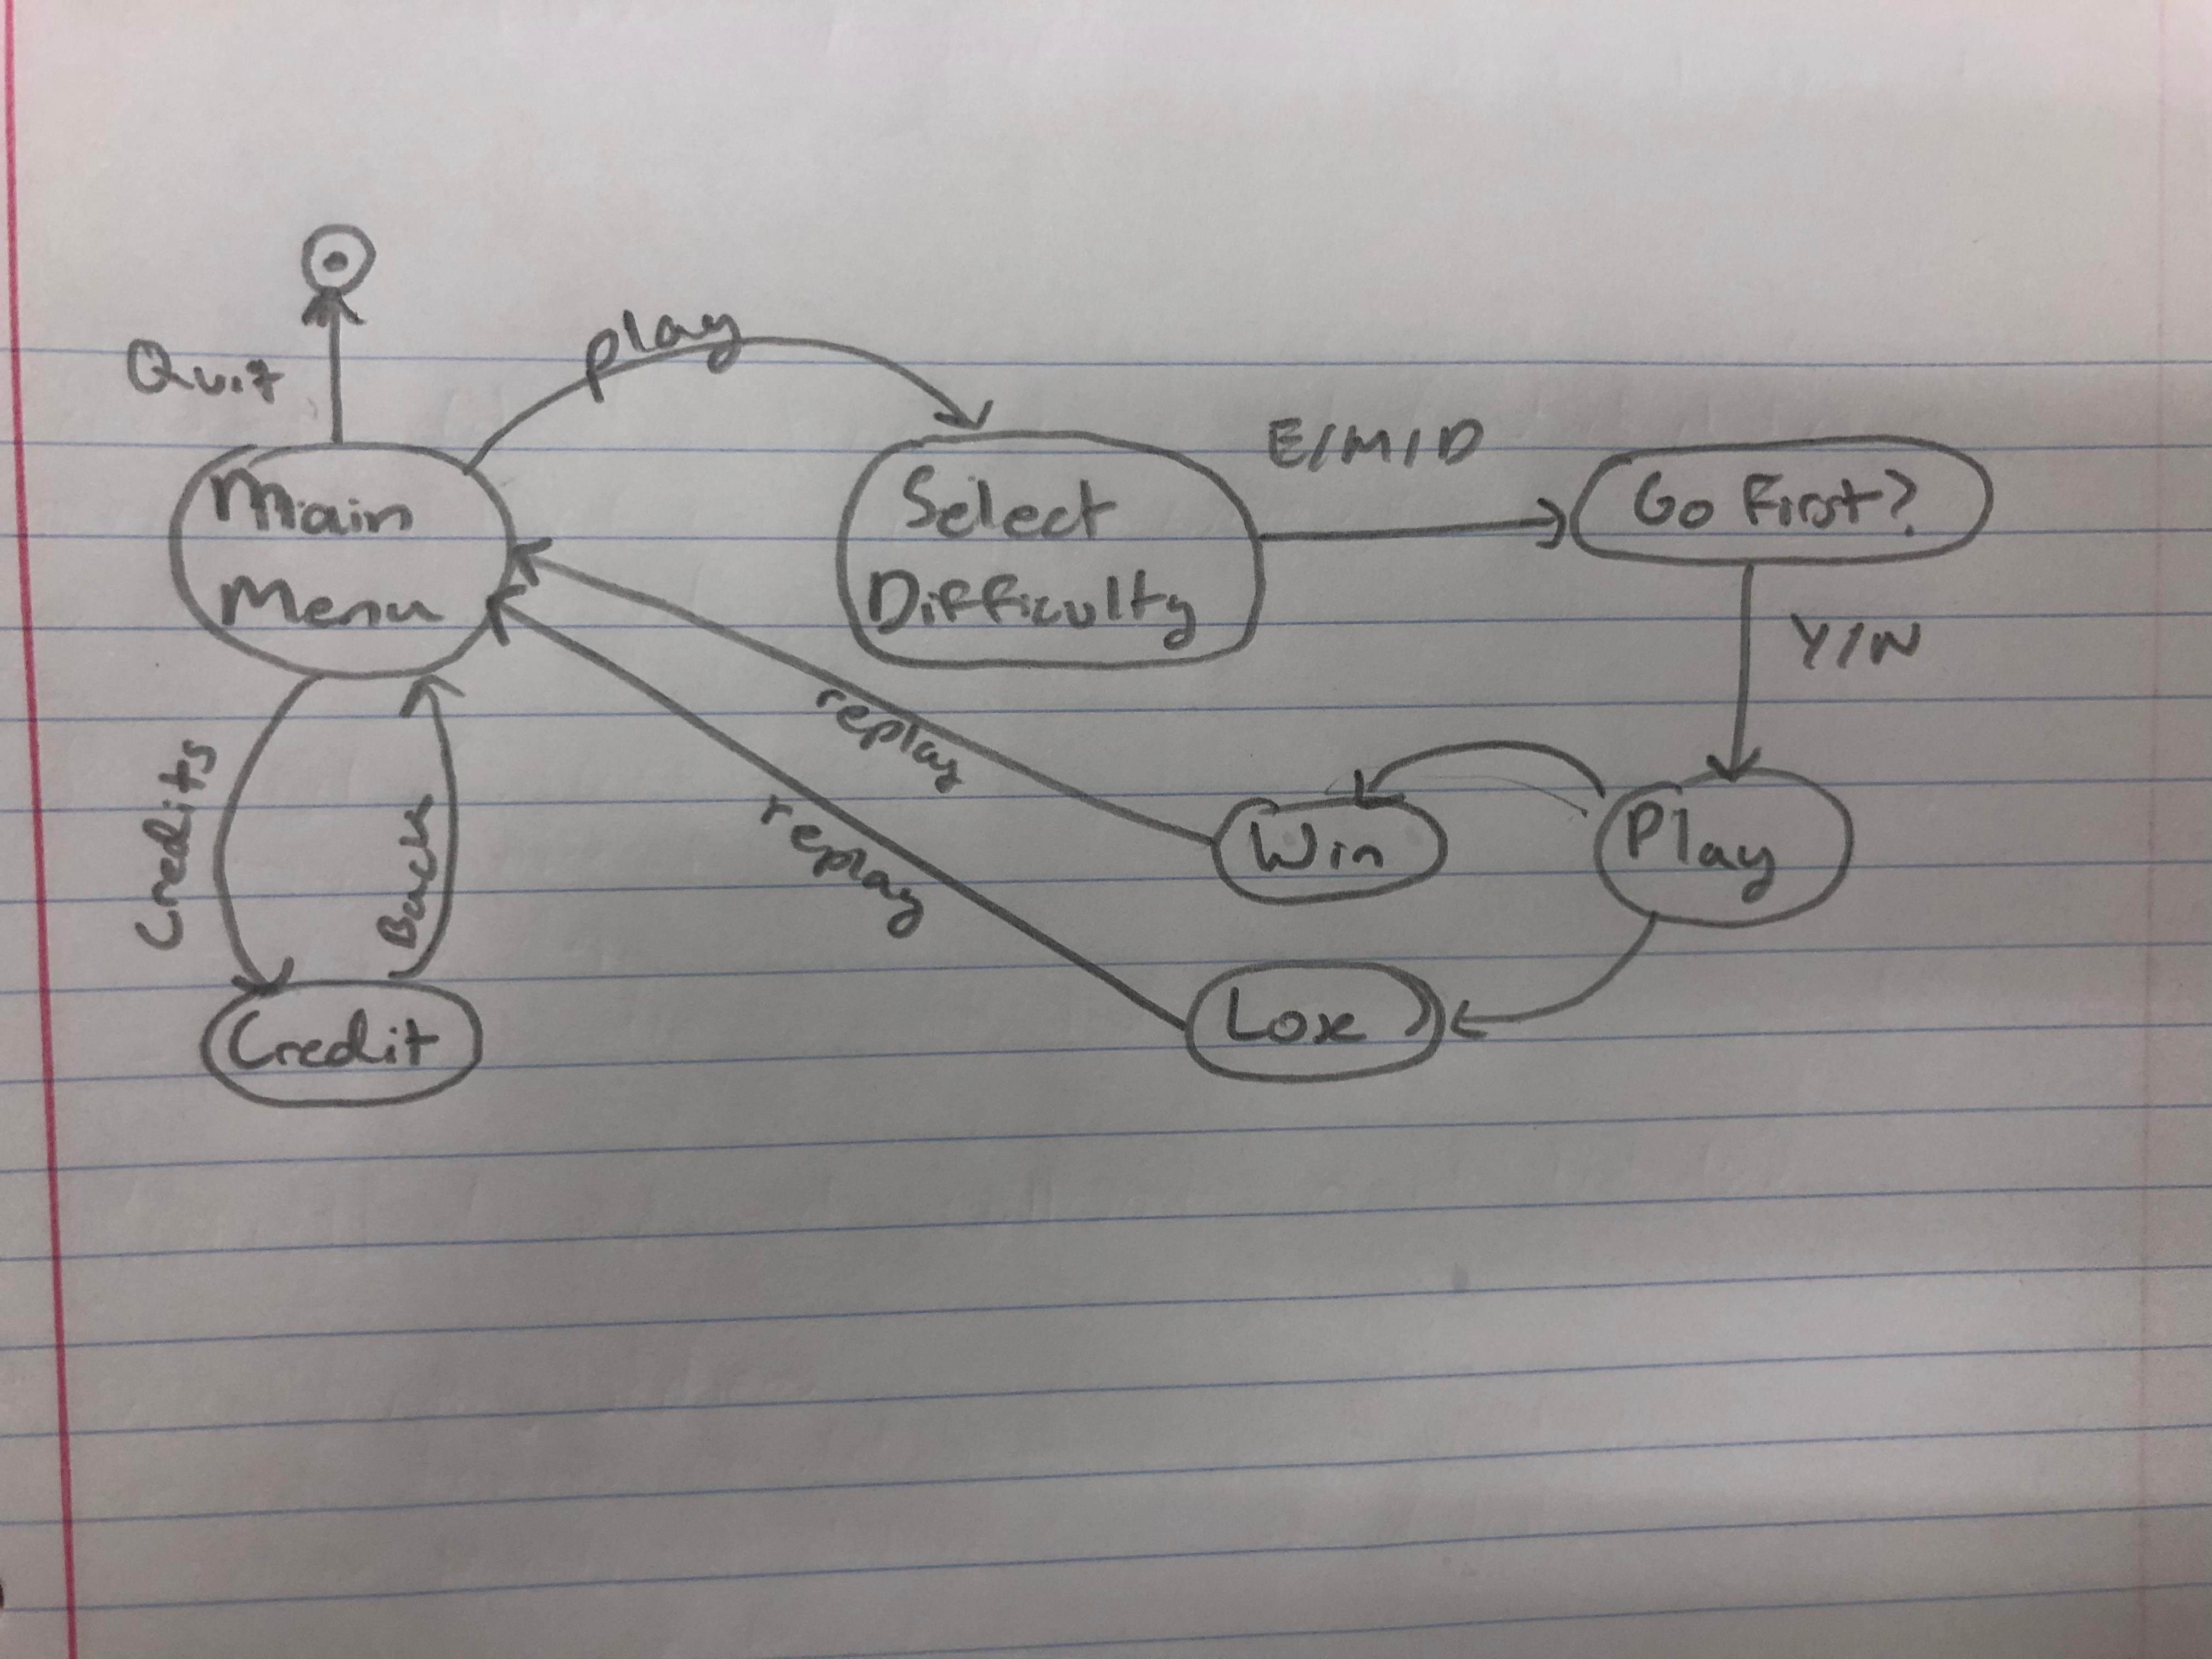 Quit
play
Main
Menu
Select
Difficulty
E/M/D
Go First?
Y/N
replay
replay
Win
Play
Lose
Credits
Back
Credit